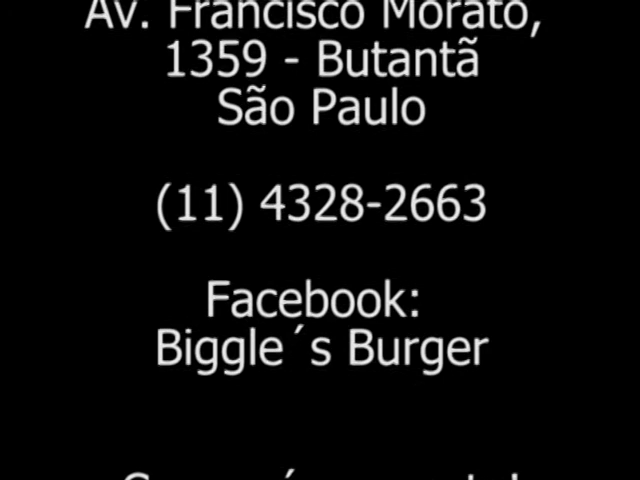 Av. Francisco Morato,
1359 - Butantã
São Paulo
(11) 4328-2663
Facebook:
Biggle´s Burger